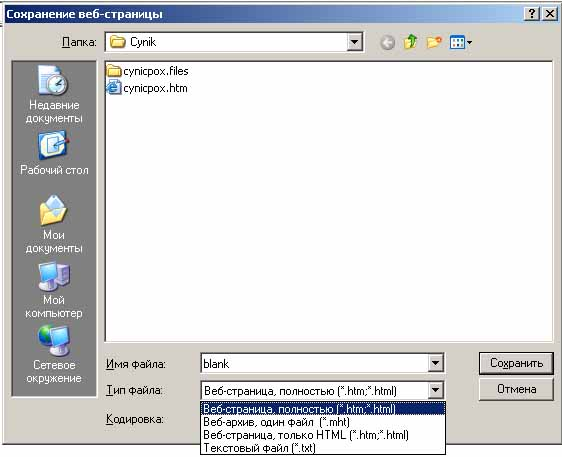 Сохранение веб-страницы
Папка: Cynik
cynicpox.files
cynicpox.htm
Недавние
документы
Рабочий стол
Мои
документы
Мой
компьютер
Сетевое
окружение
Имя файла: blank
Сохранить
Тип файла: Веб-страница, полностью (*.htm;*.html)
Отмена
Кодировка:
Веб-страница, полностью (*.htm;*.html)
Веб-архив, один файл (*.mht)
Веб-страница, только HTML (*.htm;*.html)
Текстовый файл (*.txt)